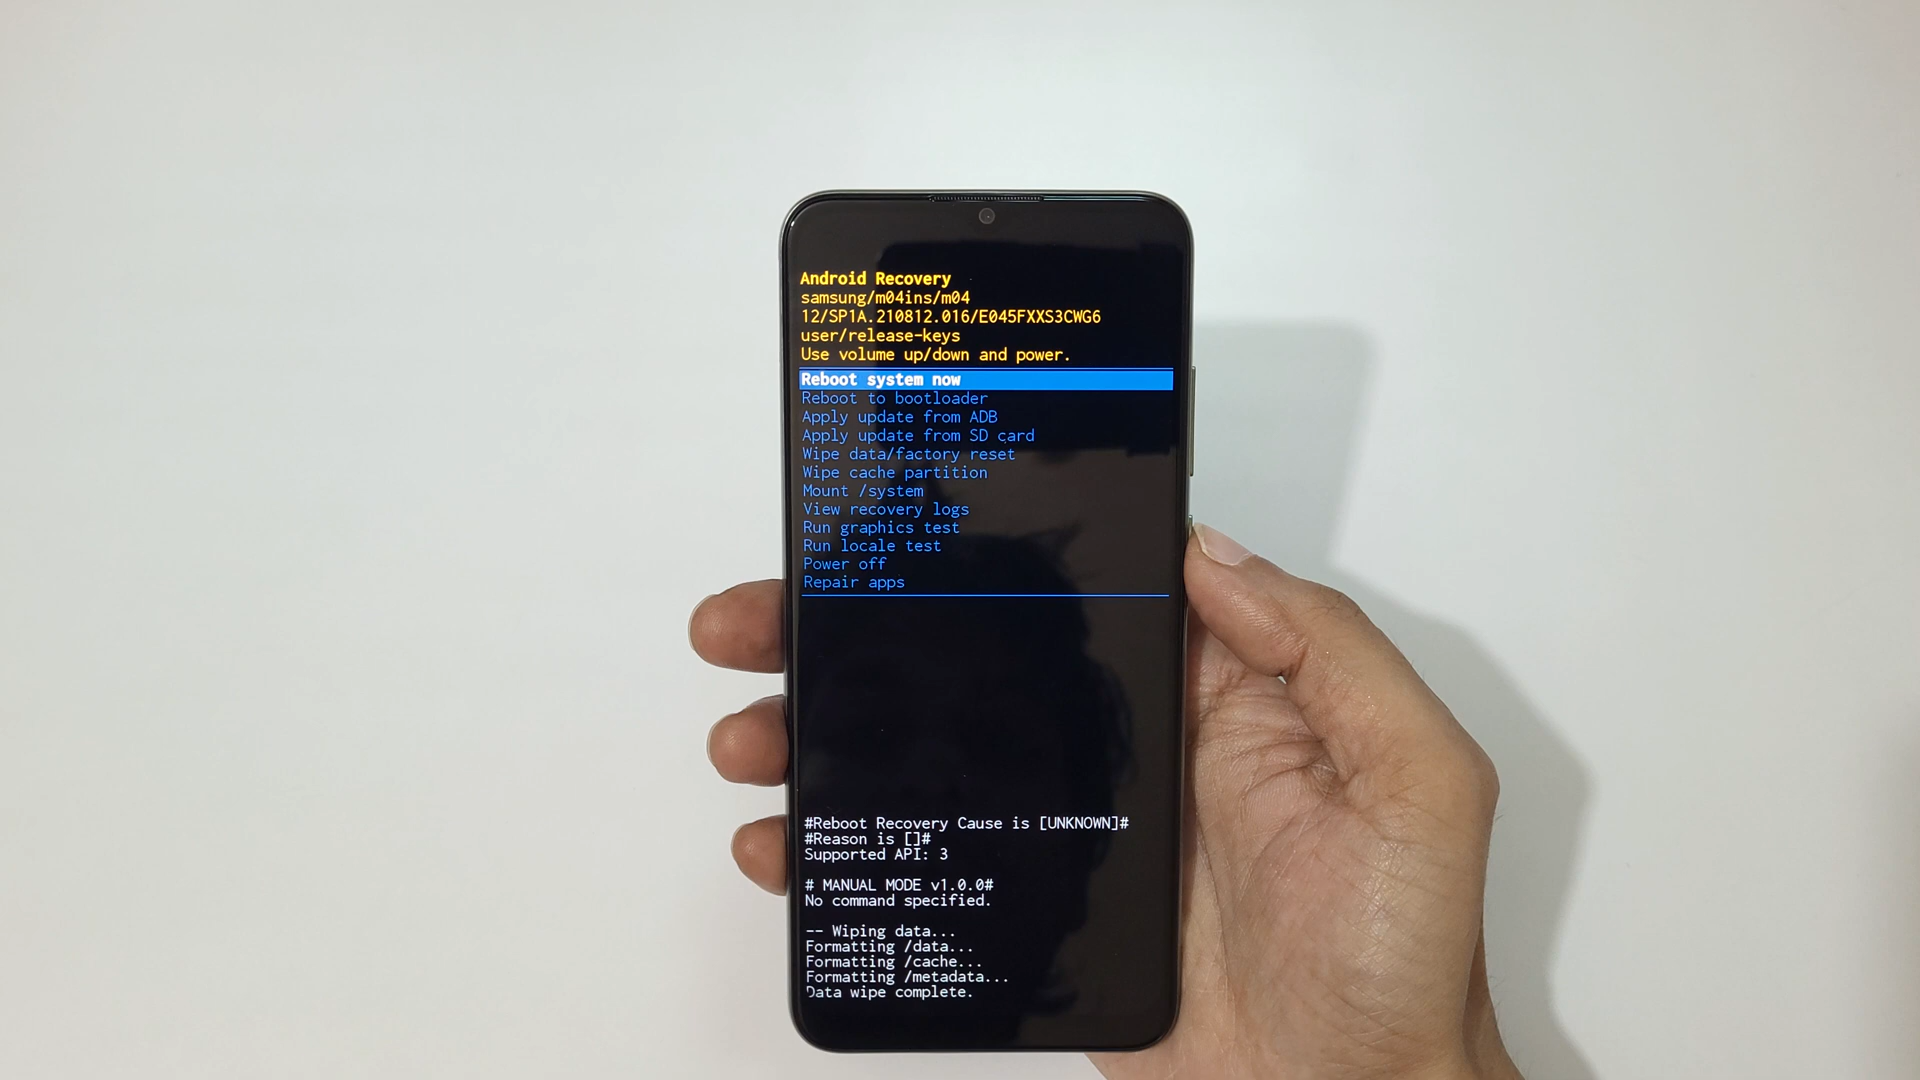 Android Recovery
samsung/m04ins/m04
12/SP1A.210812.016/E045FXXS3CWG6
user/release-keys
Use volume up/down and power.
Reboot system now
Reboot to bootloader
Apply update from ADB
Apply update from SD card
Wipe data/factory reset
Wipe cache partition
Mount /system
View recovery logs
Run graphics test
Run locale test
Power off
Repair apps
#Reboot Recovery Cause is [UNKNOWN]#
#Reason is []#
Supported API: 3
# MANUAL MODE v1.0.0#
No command specified.
-- Wiping data...
Formatting /data...
Formatting /cache...
Formatting /metadata...
Data wipe complete.